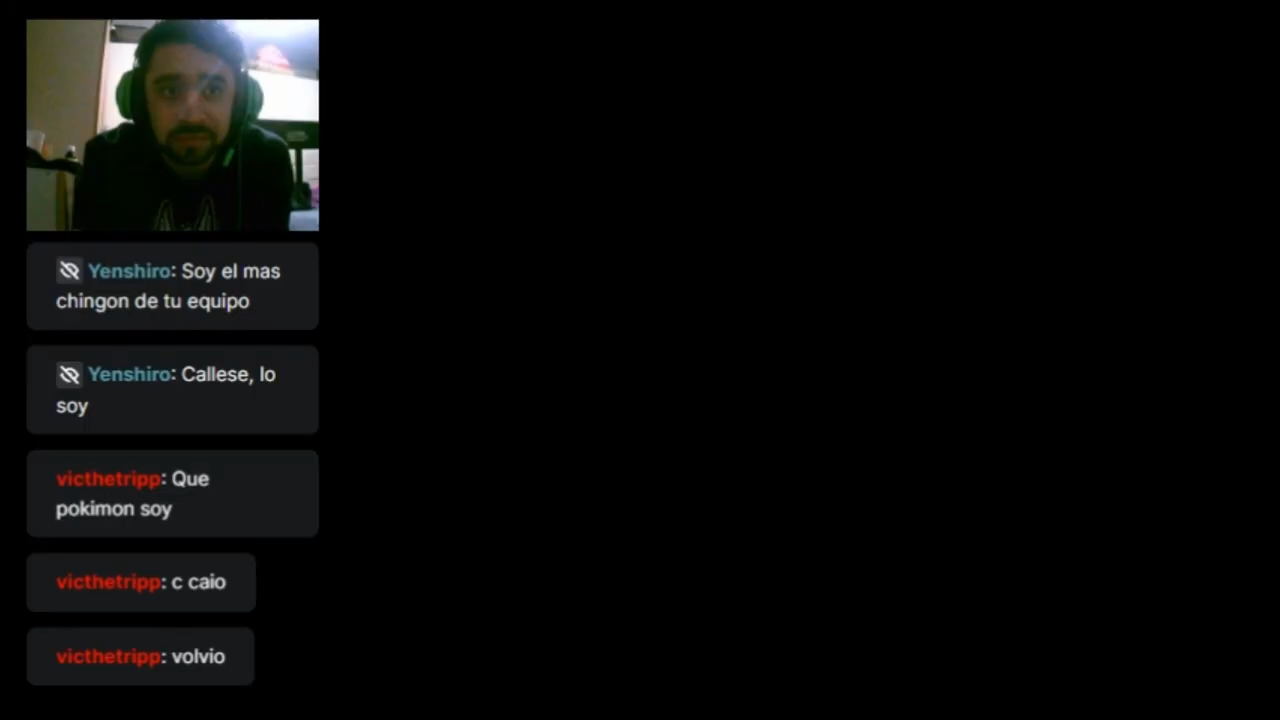 Yenshiro: Soy el mas
chingon de tu equipo
Yenshiro: Callese, lo
soy
victhetripp: Que
pokimon soy
victhetripp: c caio
victhetripp: volvio